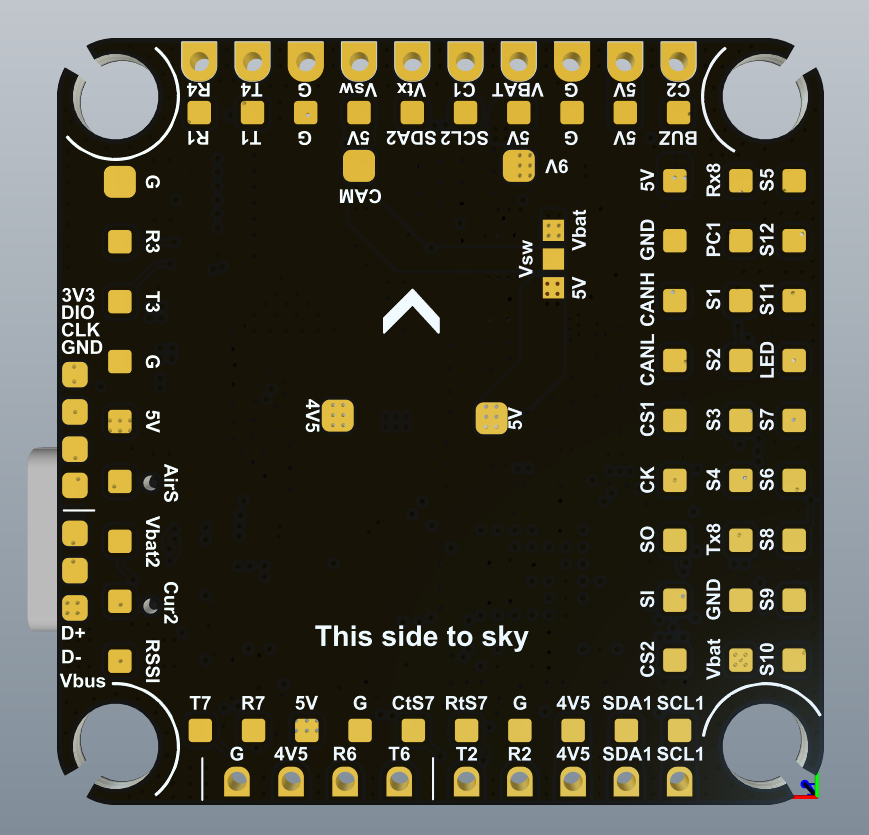 R4 T4 G Vsw Vtx C1 VBAT G 5V C2
R1 T1 G 5V SDA2 SCL2 5V G 5V BUZ
CAM
9V
G
R3
T3
G
5V
AirS
Vbat2
Cur2
RSSI
3V3
DIO
CLK
GND
D+
D-
Vbus
Vsw
Vbat
5V
4V5
5V
5V Rx8 S5
GND PC1 S12
CANH S1 S11
CANL S2 LED
CS1 S3 S7
CK S4 S6
SO Tx8 S8
SI GND S9
CS2 Vbat S10
This side to sky
T7 R7 5V G CtS7 RtS7 G 4V5 SDA1 SCL1
G 4V5 R6 T6 T2 R2 4V5 SDA1 SCL1